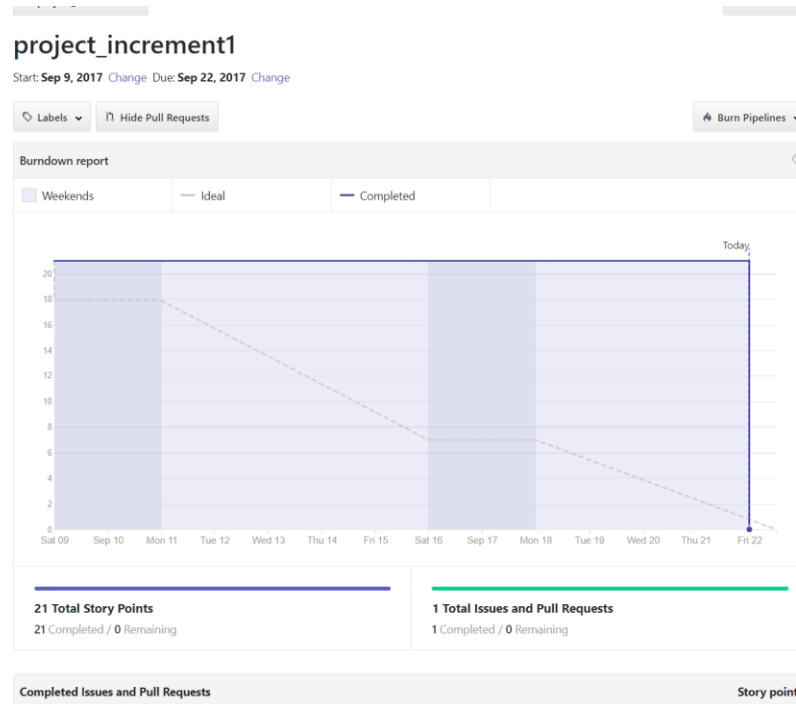 project_increment1
Start: Sep 9, 2017 Change Due: Sep 22, 2017 Change
Labels Hide Pull Requests Burn Pipelines
Burndown report
Weekends Ideal Completed
Today
20
18
16
14
12
10
8
6
4
2
0
Sat 09 Sep 10 Mon 11 Tue 12 Wed 13 Thu 14 Fri 15 Sat 16 Sep 17 Mon 18 Tue 19 Wed 20 Thu 21 Fri 22
21 Total Story Points 1 Total Issues and Pull Requests
21 Completed / 0 Remaining 1 Completed / 0 Remaining
Completed Issues and Pull Requests Story point